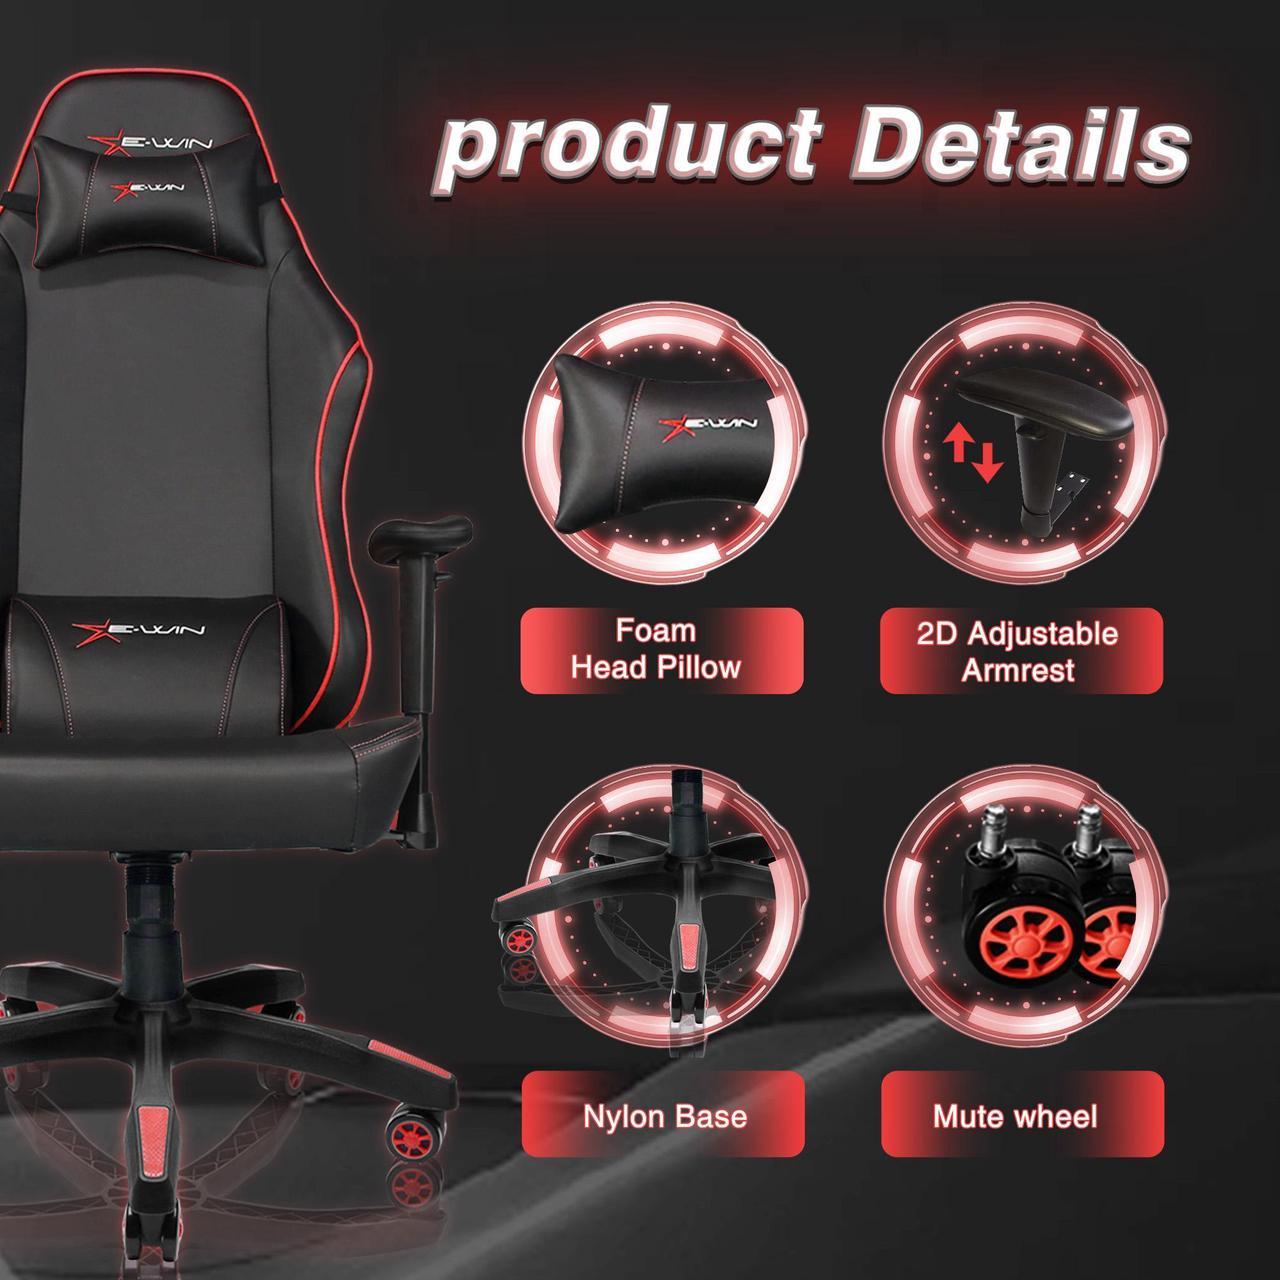 product Details
E-WIN
E-WIN
E-WIN
E-WIN
Foam
Head Pillow
2D Adjustable
Armrest
Nylon Base
Mute wheel